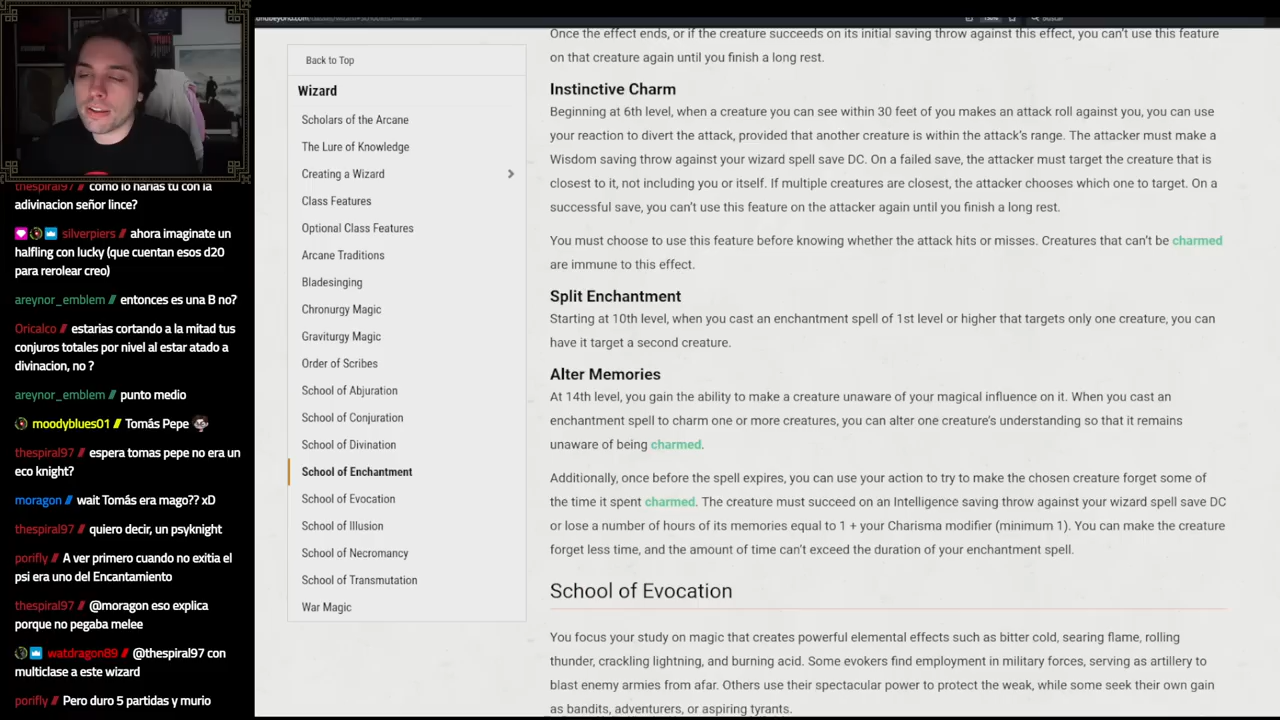 thespiral97 // como lo harias tu con la
adivinacion señor lince?
silverpiers // ahora imaginate un
halfling con lucky (que cuentan esos d20
para rerolear creo)
areynor_emblem // entonces es una B no?
Oricalco // estarias cortando a la mitad tus
conjuros totales por nivel al estar atado a
divinacion, no ?
areynor_emblem // punto medio
moodyblues01 // Tomás Pepe
thespiral97 // espera tomas pepe no era un
eco knight?
moragon // wait Tomás era mago?? xD
thespiral97 // quiero decir, un psyknight
porifly // A ver primero cuando no exitia el
psi era uno del Encantamiento
thespiral97 // @moragon eso explica
porque no pegaba melee
watdragon89 // @thespiral97 con
multiclase a este wizard
porifly // Pero duro 5 partidas y murio
Back to Top
Wizard
Scholars of the Arcane
The Lure of Knowledge
Creating a Wizard
Class Features
Optional Class Features
Arcane Traditions
Bladesinging
Chronurgy Magic
Graviturgy Magic
Order of Scribes
School of Abjuration
School of Conjuration
School of Divination
School of Enchantment
School of Evocation
School of Illusion
School of Necromancy
School of Transmutation
War Magic
Once the effect ends, or if the creature succeeds on its initial saving throw against this effect, you can't use this feature
on that creature again until you finish a long rest.
Instinctive Charm
Beginning at 6th level, when a creature you can see within 30 feet of you makes an attack roll against you, you can use
your reaction to divert the attack, provided that another creature is within the attack's range. The attacker must make a
Wisdom saving throw against your wizard spell save DC. On a failed save, the attacker must target the creature that is
closest to it, not including you or itself. If multiple creatures are closest, the attacker chooses which one to target. On a
successful save, you can't use this feature on the attacker again until you finish a long rest.
You must choose to use this feature before knowing whether the attack hits or misses. Creatures that can't be charmed
are immune to this effect.
Split Enchantment
Starting at 10th level, when you cast an enchantment spell of 1st level or higher that targets only one creature, you can
have it target a second creature.
Alter Memories
At 14th level, you gain the ability to make a creature unaware of your magical influence on it. When you cast an
enchantment spell to charm one or more creatures, you can alter one creature's understanding so that it remains
unaware of being charmed.
Additionally, once before the spell expires, you can use your action to try to make the chosen creature forget some of
the time it spent charmed. The creature must succeed on an Intelligence saving throw against your wizard spell save DC
or lose a number of hours of its memories equal to 1 + your Charisma modifier (minimum 1). You can make the creature
forget less time, and the amount of time can't exceed the duration of your enchantment spell.
School of Evocation
You focus your study on magic that creates powerful elemental effects such as bitter cold, searing flame, rolling
thunder, crackling lightning, and burning acid. Some evokers find employment in military forces, serving as artillery to
blast enemy armies from afar. Others use their spectacular power to protect the weak, while some seek their own gain
as bandits, adventurers, or aspiring tyrants.